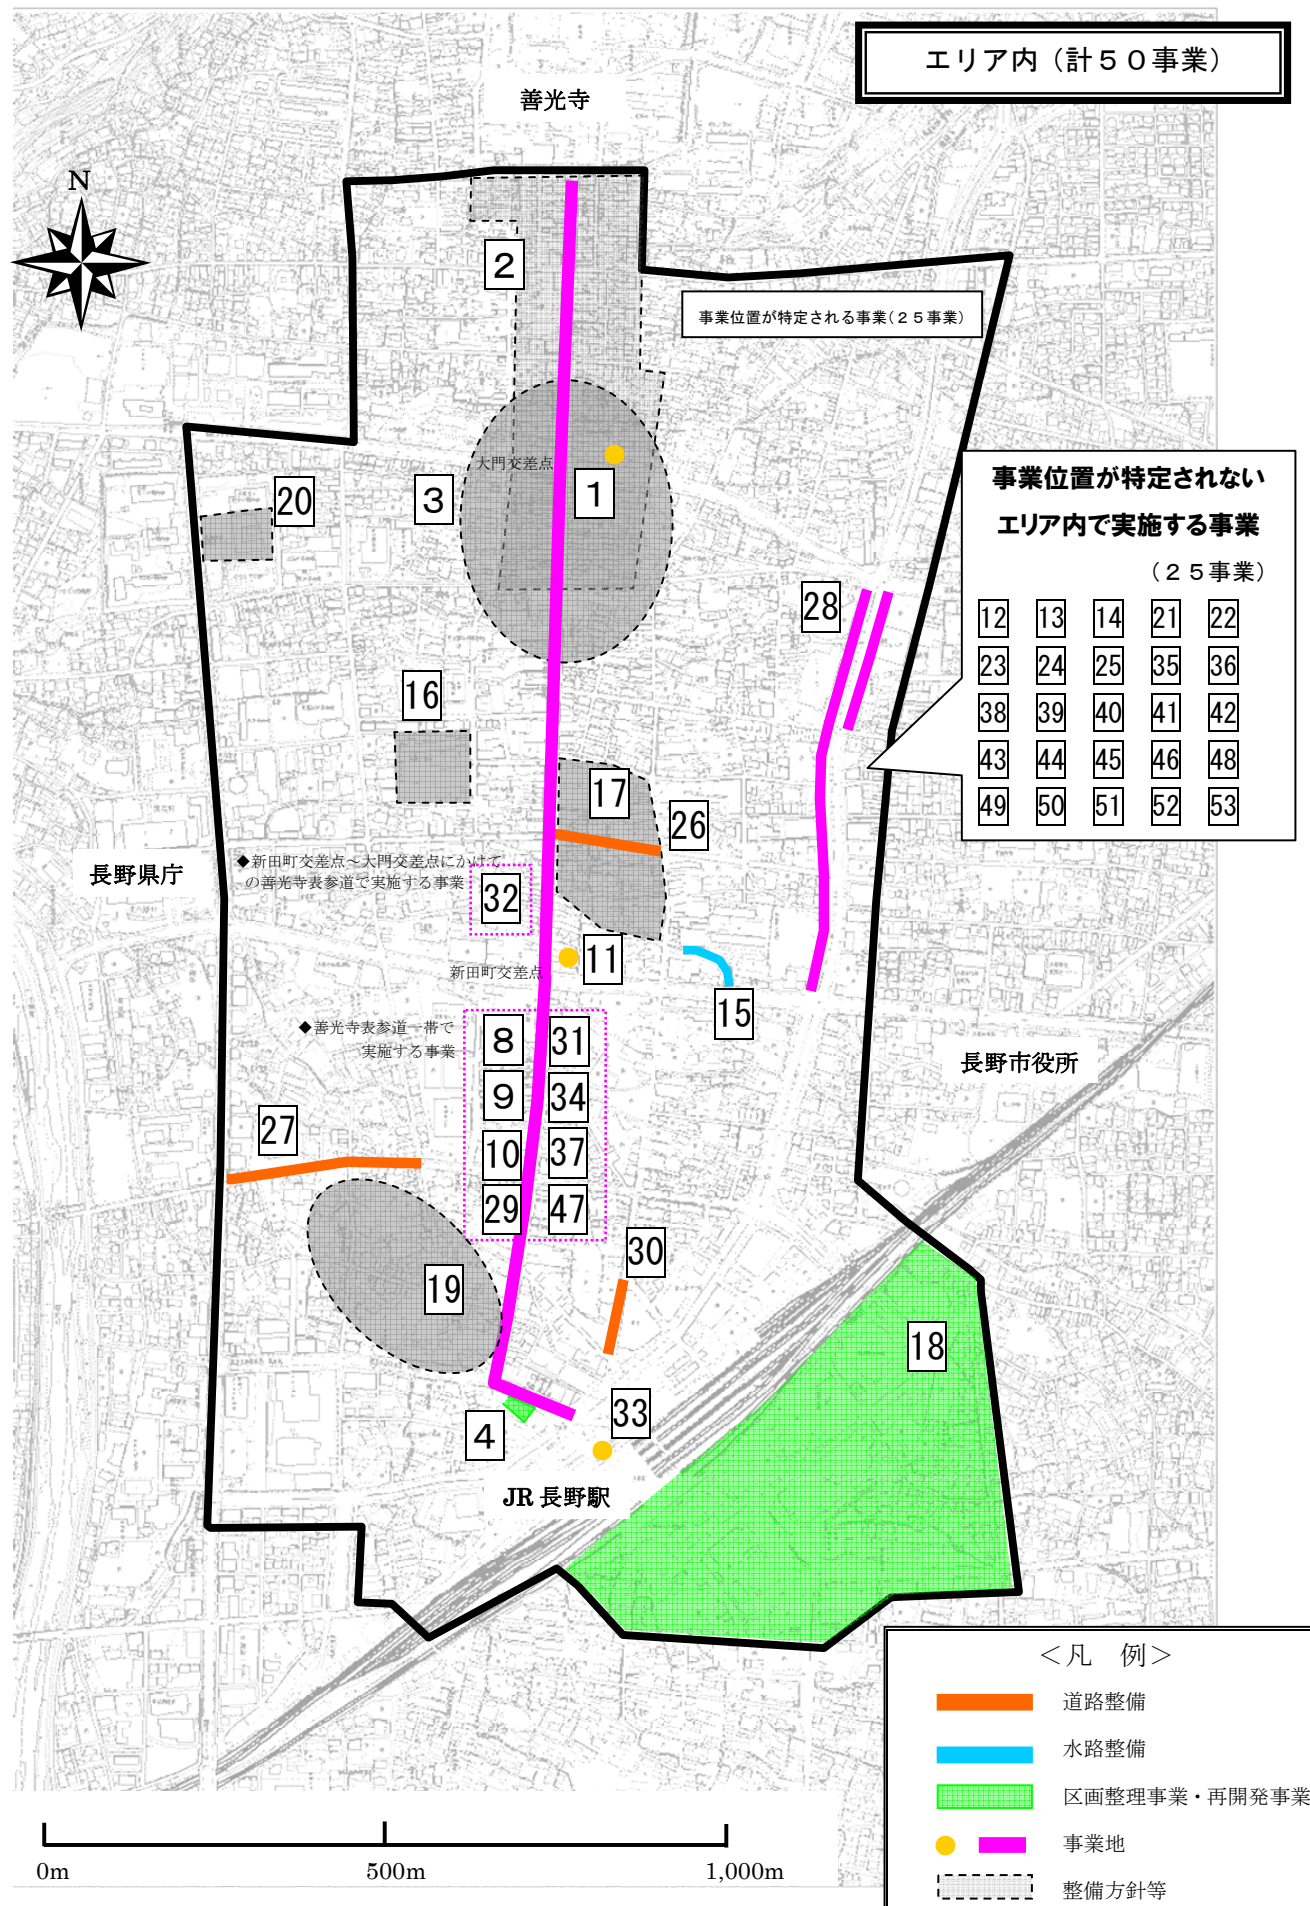 エリア内（計５０事業）
善光寺
N
2
事業位置が特定される事業（２５事業）
大門交差点
3
1
20
事業位置が特定されない
エリア内で実施する事業
（２５事業）
12 13 14 21 22
23 24 25 35 36
38 39 40 41 42
43 44 45 46 48
49 50 51 52 53
28
16
17
26
長野県庁
◆新田町交差点～大門交差点にかけて
の善光寺表参道で実施する事業
32
11
新田町交差点
15
◆善光寺表参道一帯で
実施する事業
8 31
9 34
10 37
29 47
長野市役所
27
30
19
18
33
4
JR 長野駅
＜凡　例＞
道路整備
水路整備
区画整理事業・再開発事業
事業地
整備方針等
0m 500m 1,000m